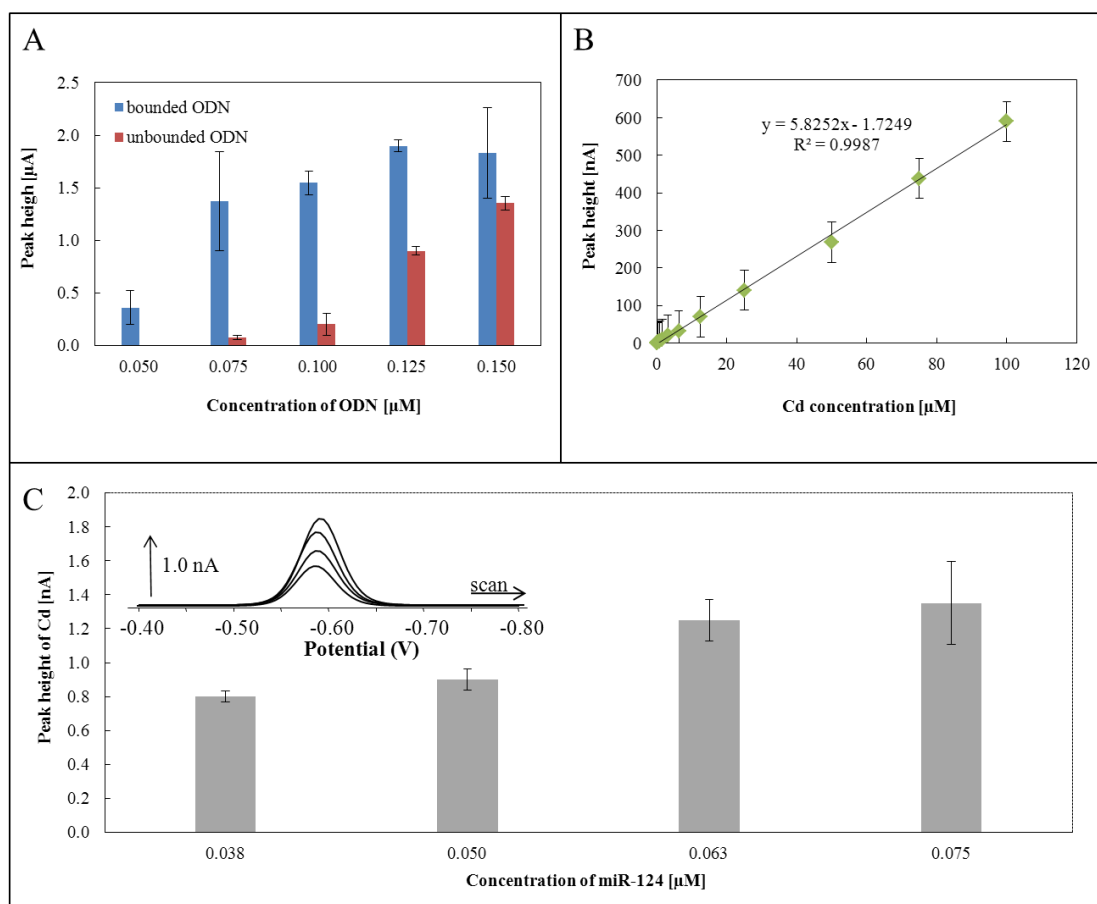 A
Peak heigh [µA]
2.5
2.0
1.5
1.0
0.5
0.0
bounded ODN
unbounded ODN
0.050 0.075 0.100 0.125 0.150
Concentration of ODN [µM]
B
Peak height [nA]
700
600
500
400
300
200
100
0
y = 5.8252x - 1.7249
R² = 0.9987
0 20 40 60 80 100 120
Cd concentration [µM]
C
Peak height of Cd [nA]
2.0
1.8
1.6
1.4
1.2
1.0
0.8
0.6
0.4
0.2
0.0
1.0 nA
scan
-0.40 -0.50 -0.60 -0.70 -0.80
Potential (V)
0.038 0.050 0.063 0.075
Concentration of miR-124 [µM]